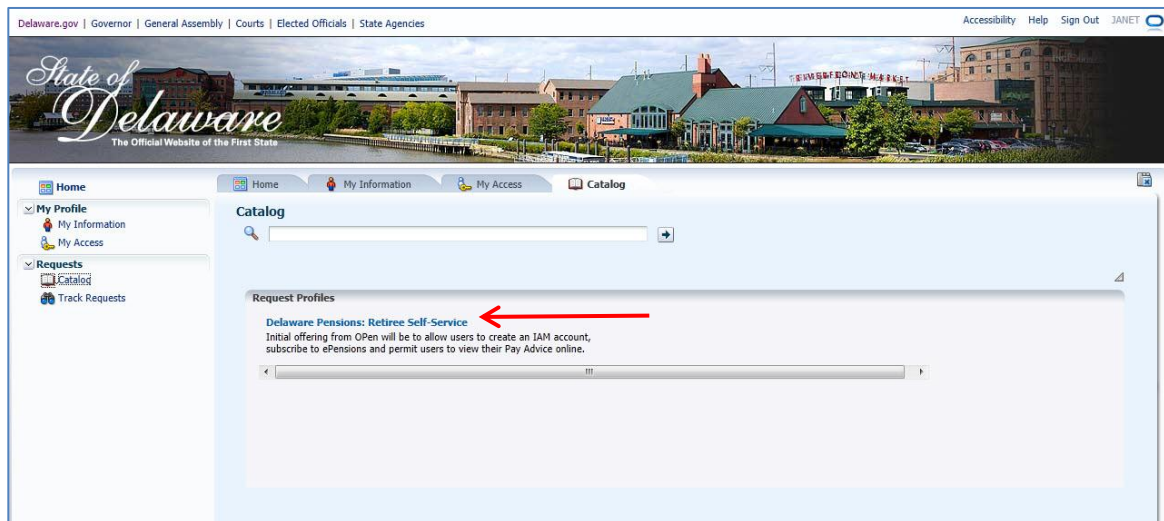 Delaware.gov | Governor | General Assembly | Courts | Elected Officials | State Agencies
Accessibility Help Sign Out JANET
State of
Delaware
The Official Website of the First State
Home
My Profile
My Information
My Access
Requests
Catalog
Track Requests
Home My Information My Access Catalog
Catalog
Request Profiles
Delaware Pensions: Retiree Self-Service
Initial offering from OPen will be to allow users to create an IAM account,
subscribe to ePensions and permit users to view their Pay Advice online.